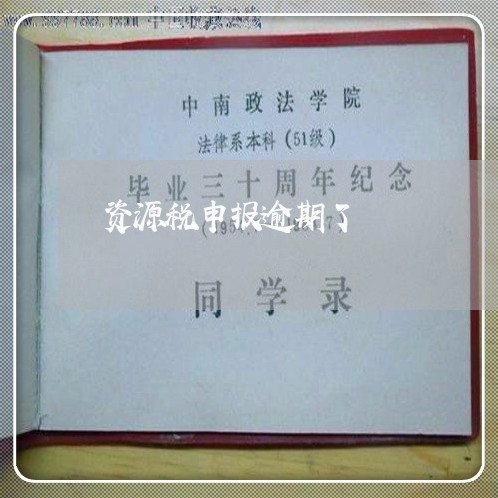 中南政法学院
法律系本科(51级)
毕业三十周年纪念
资源税申报逾期了
同学录